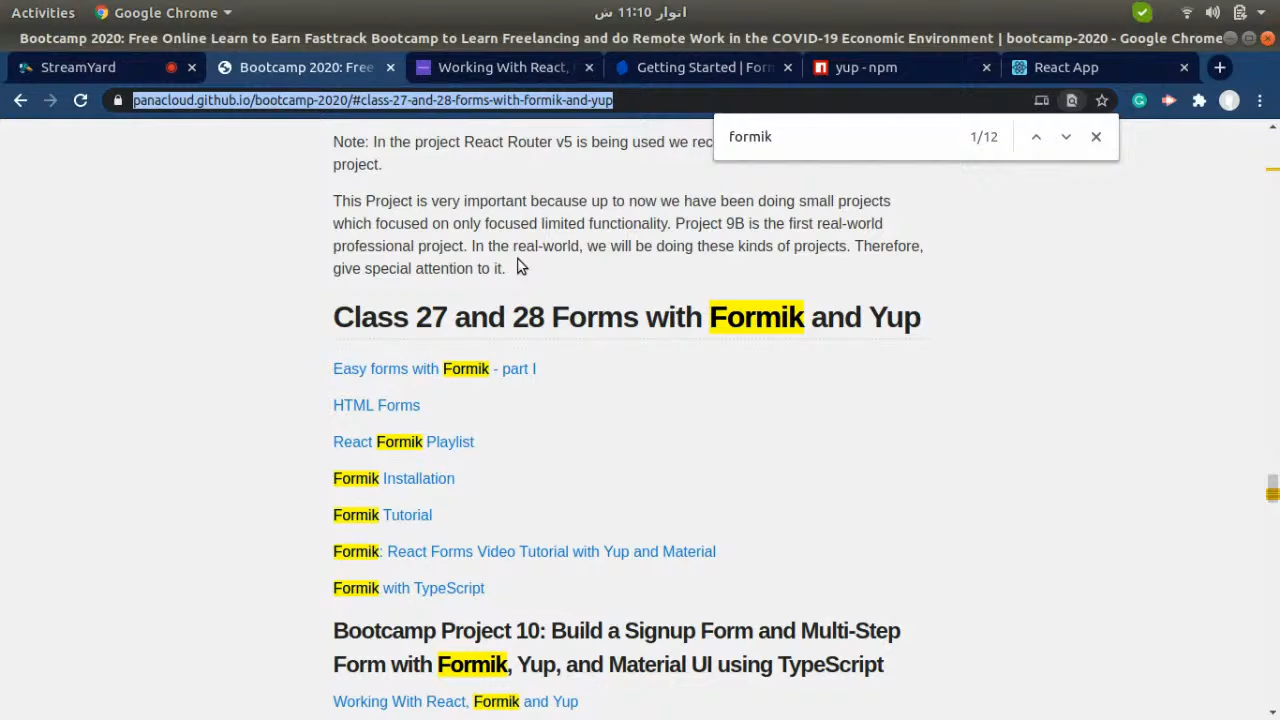 Activities Google Chrome انوار 11:10 ش
Bootcamp 2020: Free Online Learn to Earn Fasttrack Bootcamp to Learn Freelancing and do Remote Work in the COVID-19 Economic Environment | bootcamp-2020 - Google Chrome
StreamYard Bootcamp 2020: Free Working With React, Getting Started | Form yup - npm React App
panacloud.github.io/bootcamp-2020/#class-27-and-28-forms-with-formik-and-yup
formik 1/12
Note: In the project React Router v5 is being used we rec
project.
This Project is very important because up to now we have been doing small projects
which focused on only focused limited functionality. Project 9B is the first real-world
professional project. In the real-world, we will be doing these kinds of projects. Therefore,
give special attention to it.
Class 27 and 28 Forms with Formik and Yup
Easy forms with Formik - part I
HTML Forms
React Formik Playlist
Formik Installation
Formik Tutorial
Formik: React Forms Video Tutorial with Yup and Material
Formik with TypeScript
Bootcamp Project 10: Build a Signup Form and Multi-Step
Form with Formik, Yup, and Material UI using TypeScript
Working With React, Formik and Yup